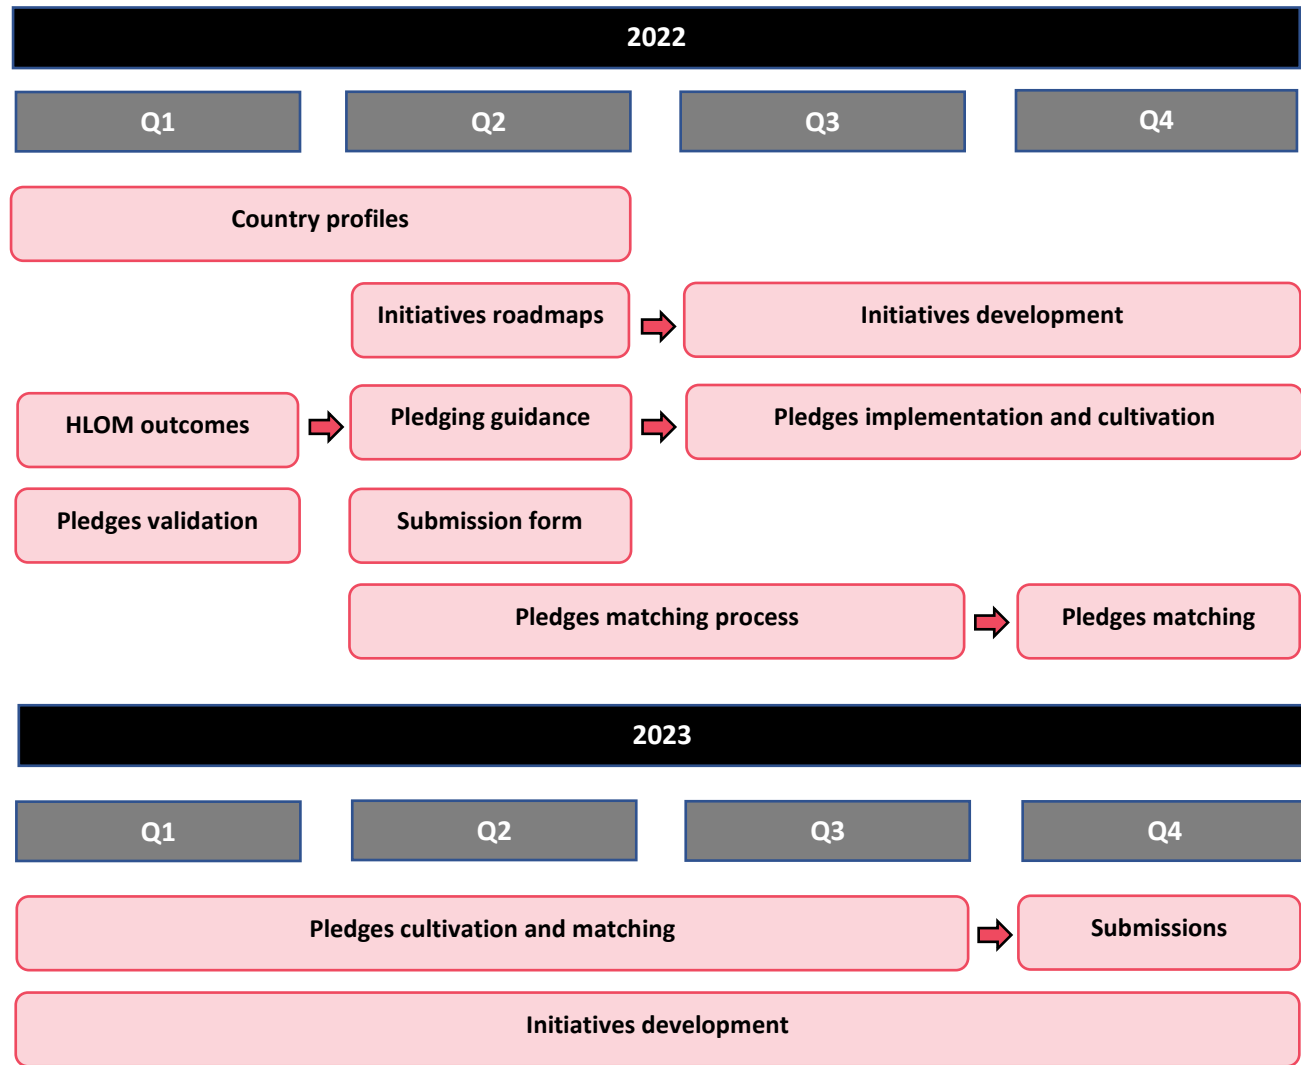 2022
Q1
Q2
Q3
Q4
Country profiles
Initiatives roadmaps
Initiatives development
HLOM outcomes
Pledging guidance
Pledges implementation and cultivation
Pledges validation
Submission form
Pledges matching process
Pledges matching
2023
Q1
Q2
Q3
Q4
Pledges cultivation and matching
Submissions
Initiatives development